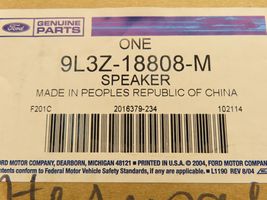 Ford GENUINE PARTS
ONE
9L3Z-18808-M
SPEAKER
MADE IN PEOPLES REPUBLIC OF CHINA
F201C 2016379-234 102114
FORD MOTOR COMPANY, DEARBORN, MICHIGAN 48121 ® PRINTED IN U.S.A. © 2004, FORD MOTOR COMPANY
Federal Motor Vehicle Safety Standards, if any are applicable. L1190 REV 8/04